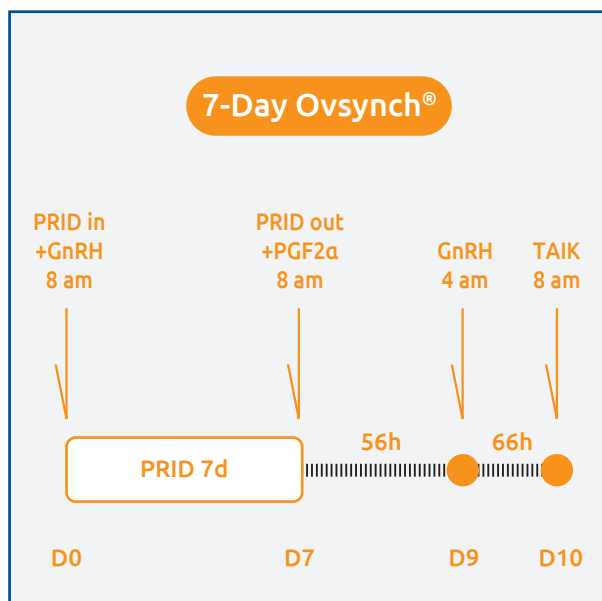 7-Day Ovsynch®
PRID in
+GnRH
8 am
PRID out
+PGF2α
8 am
GnRH
4 am
TAIK
8 am
56h
66h
PRID 7d
D0
D7
D9
D10